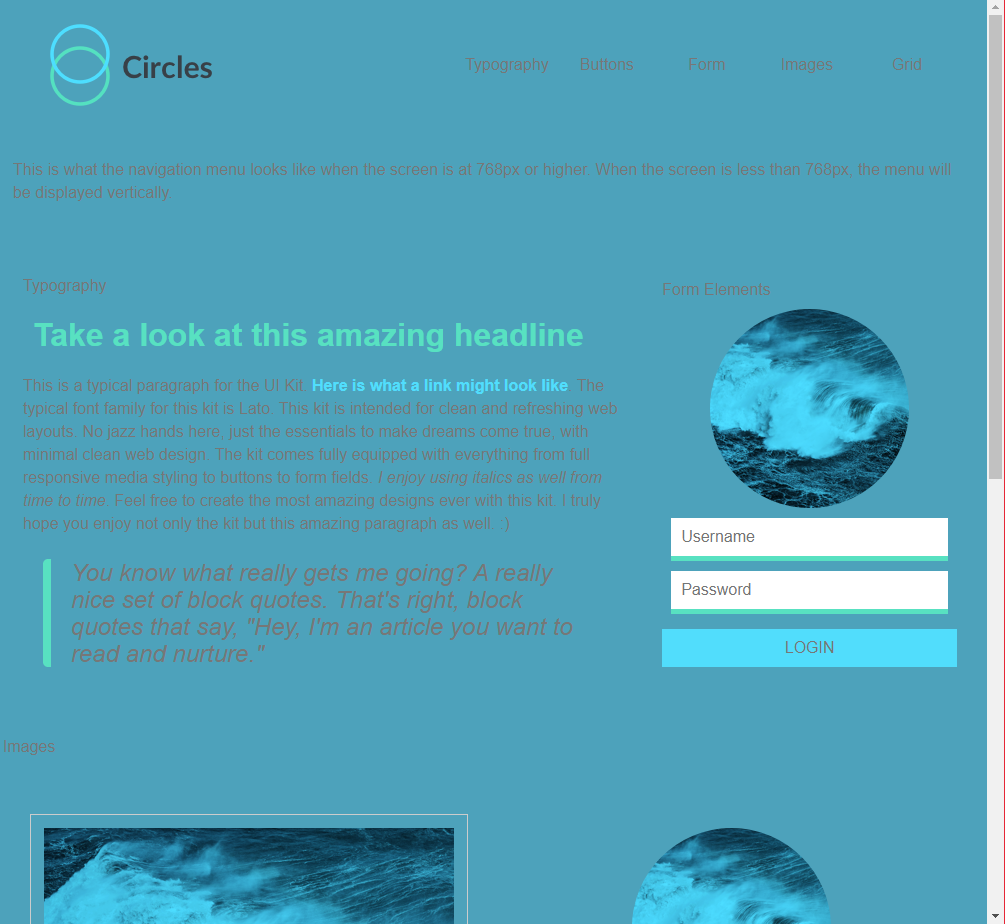 Circles
Typography Buttons Form Images Grid
This is what the navigation menu looks like when the screen is at 768px or higher. When the screen is less than 768px, the menu will
be displayed vertically.
Typography
Take a look at this amazing headline
This is a typical paragraph for the UI Kit. Here is what a link might look like. The
typical font family for this kit is Lato. This kit is intended for clean and refreshing web
layouts. No jazz hands here, just the essentials to make dreams come true, with
minimal clean web design. The kit comes fully equipped with everything from full
responsive media styling to buttons to form fields. I enjoy using italics as well from
time to time. Feel free to create the most amazing designs ever with this kit. I truly
hope you enjoy not only the kit but this amazing paragraph as well. :)
You know what really gets me going? A really
nice set of block quotes. That's right, block
quotes that say, "Hey, I'm an article you want to
read and nurture."
Form Elements
Username
Password
LOGIN
Images